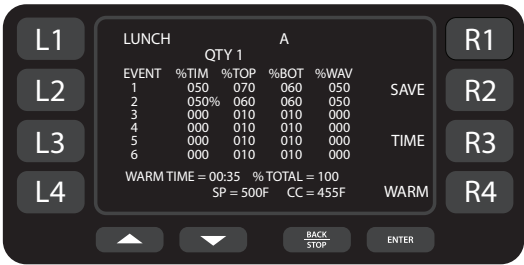 L1 LUNCH A R1
QTY 1
EVENT %TIM %TOP %BOT %WAV
1 050 070 060 050
L2 2 050% 060 060 050 SAVE R2
3 000 010 010 000
4 000 010 010 000
L3 5 000 010 010 000 TIME R3
6 000 010 010 000
WARM TIME = 00:35 % TOTAL = 100
L4 SP = 500F CC = 455F WARM R4
BACK
STOP
ENTER